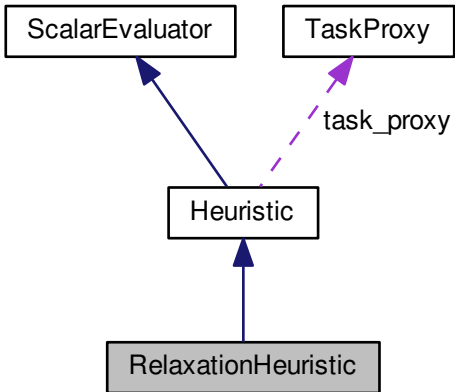 ScalarEvaluator
TaskProxy
task_proxy
Heuristic
RelaxationHeuristic